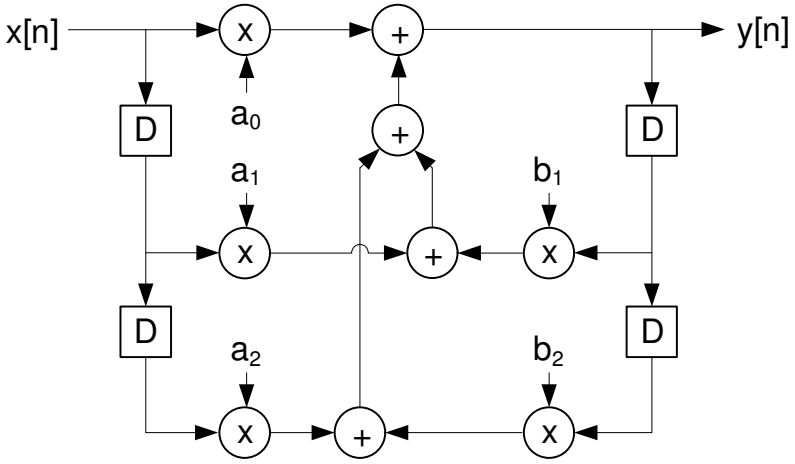 x[n] x + y[n]
D a₀ + D
a₁ b₁
x + x
D D
a₂ b₂
x + x